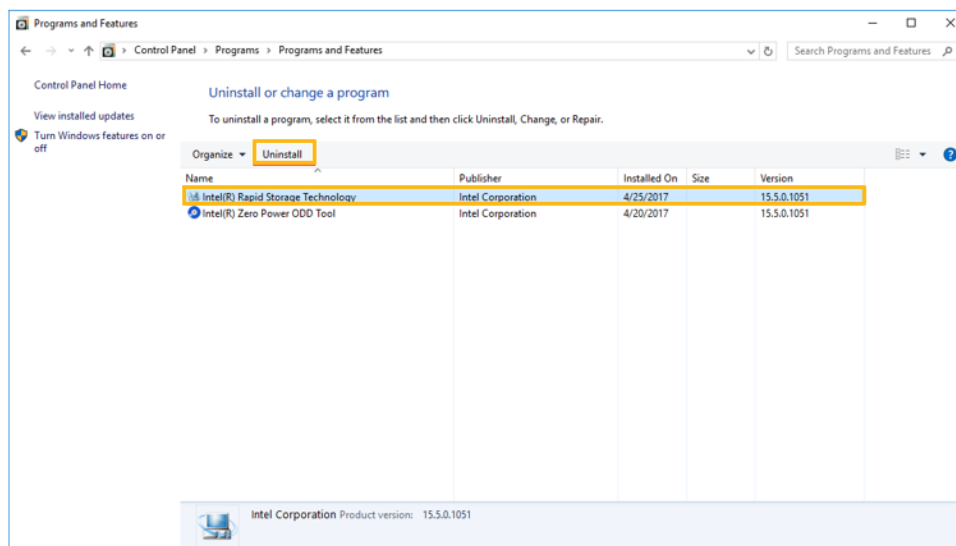 Programs and Features
Control Panel > Programs > Programs and Features
Search Programs and Features
Control Panel Home
View installed updates
Turn Windows features on or
off
Uninstall or change a program
To uninstall a program, select it from the list and then click Uninstall, Change, or Repair.
Organize Uninstall
Name Publisher Installed On Size Version
Intel(R) Rapid Storage Technology Intel Corporation 4/25/2017 15.5.0.1051
Intel(R) Zero Power ODD Tool Intel Corporation 4/20/2017 15.5.0.1051
Intel Corporation Product version: 15.5.0.1051